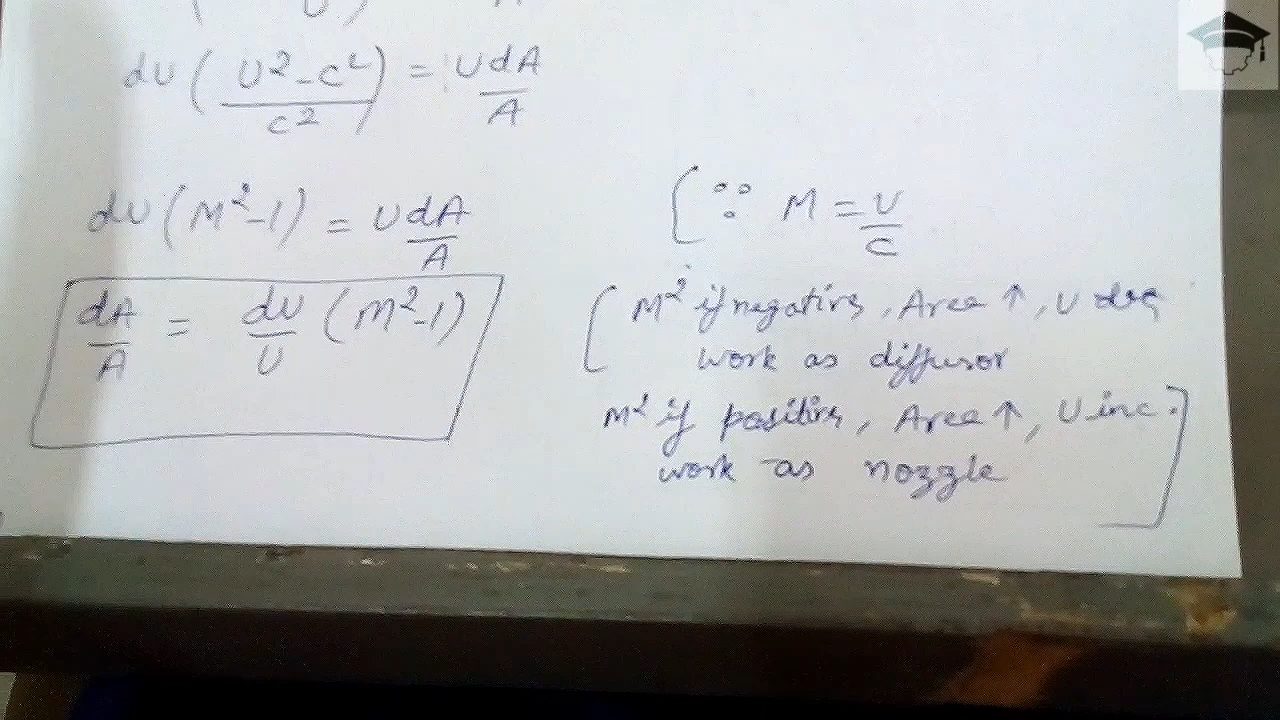 dU ( U² - C² / C² ) = U dA / A
dU (M² - 1) = U dA / A
[ ∵ M = U / C
dA / A = dU / U (M² - 1)
[ M² if negative, Area ↑, U dec
work as diffusor
M² if positive, Area ↑, U inc. ]
work as nozzle